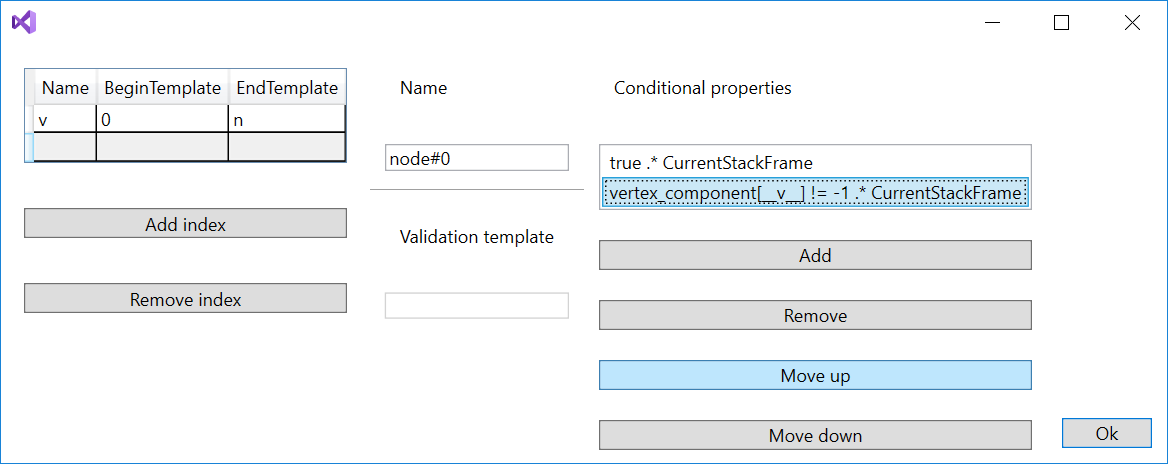 Name BeginTemplate EndTemplate
v 0 n
Add index
Remove index
Name
node#0
Validation template
Conditional properties
true .* CurrentStackFrame
vertex_component[__v__] != -1 .* CurrentStackFrame
Add
Remove
Move up
Move down
Ok